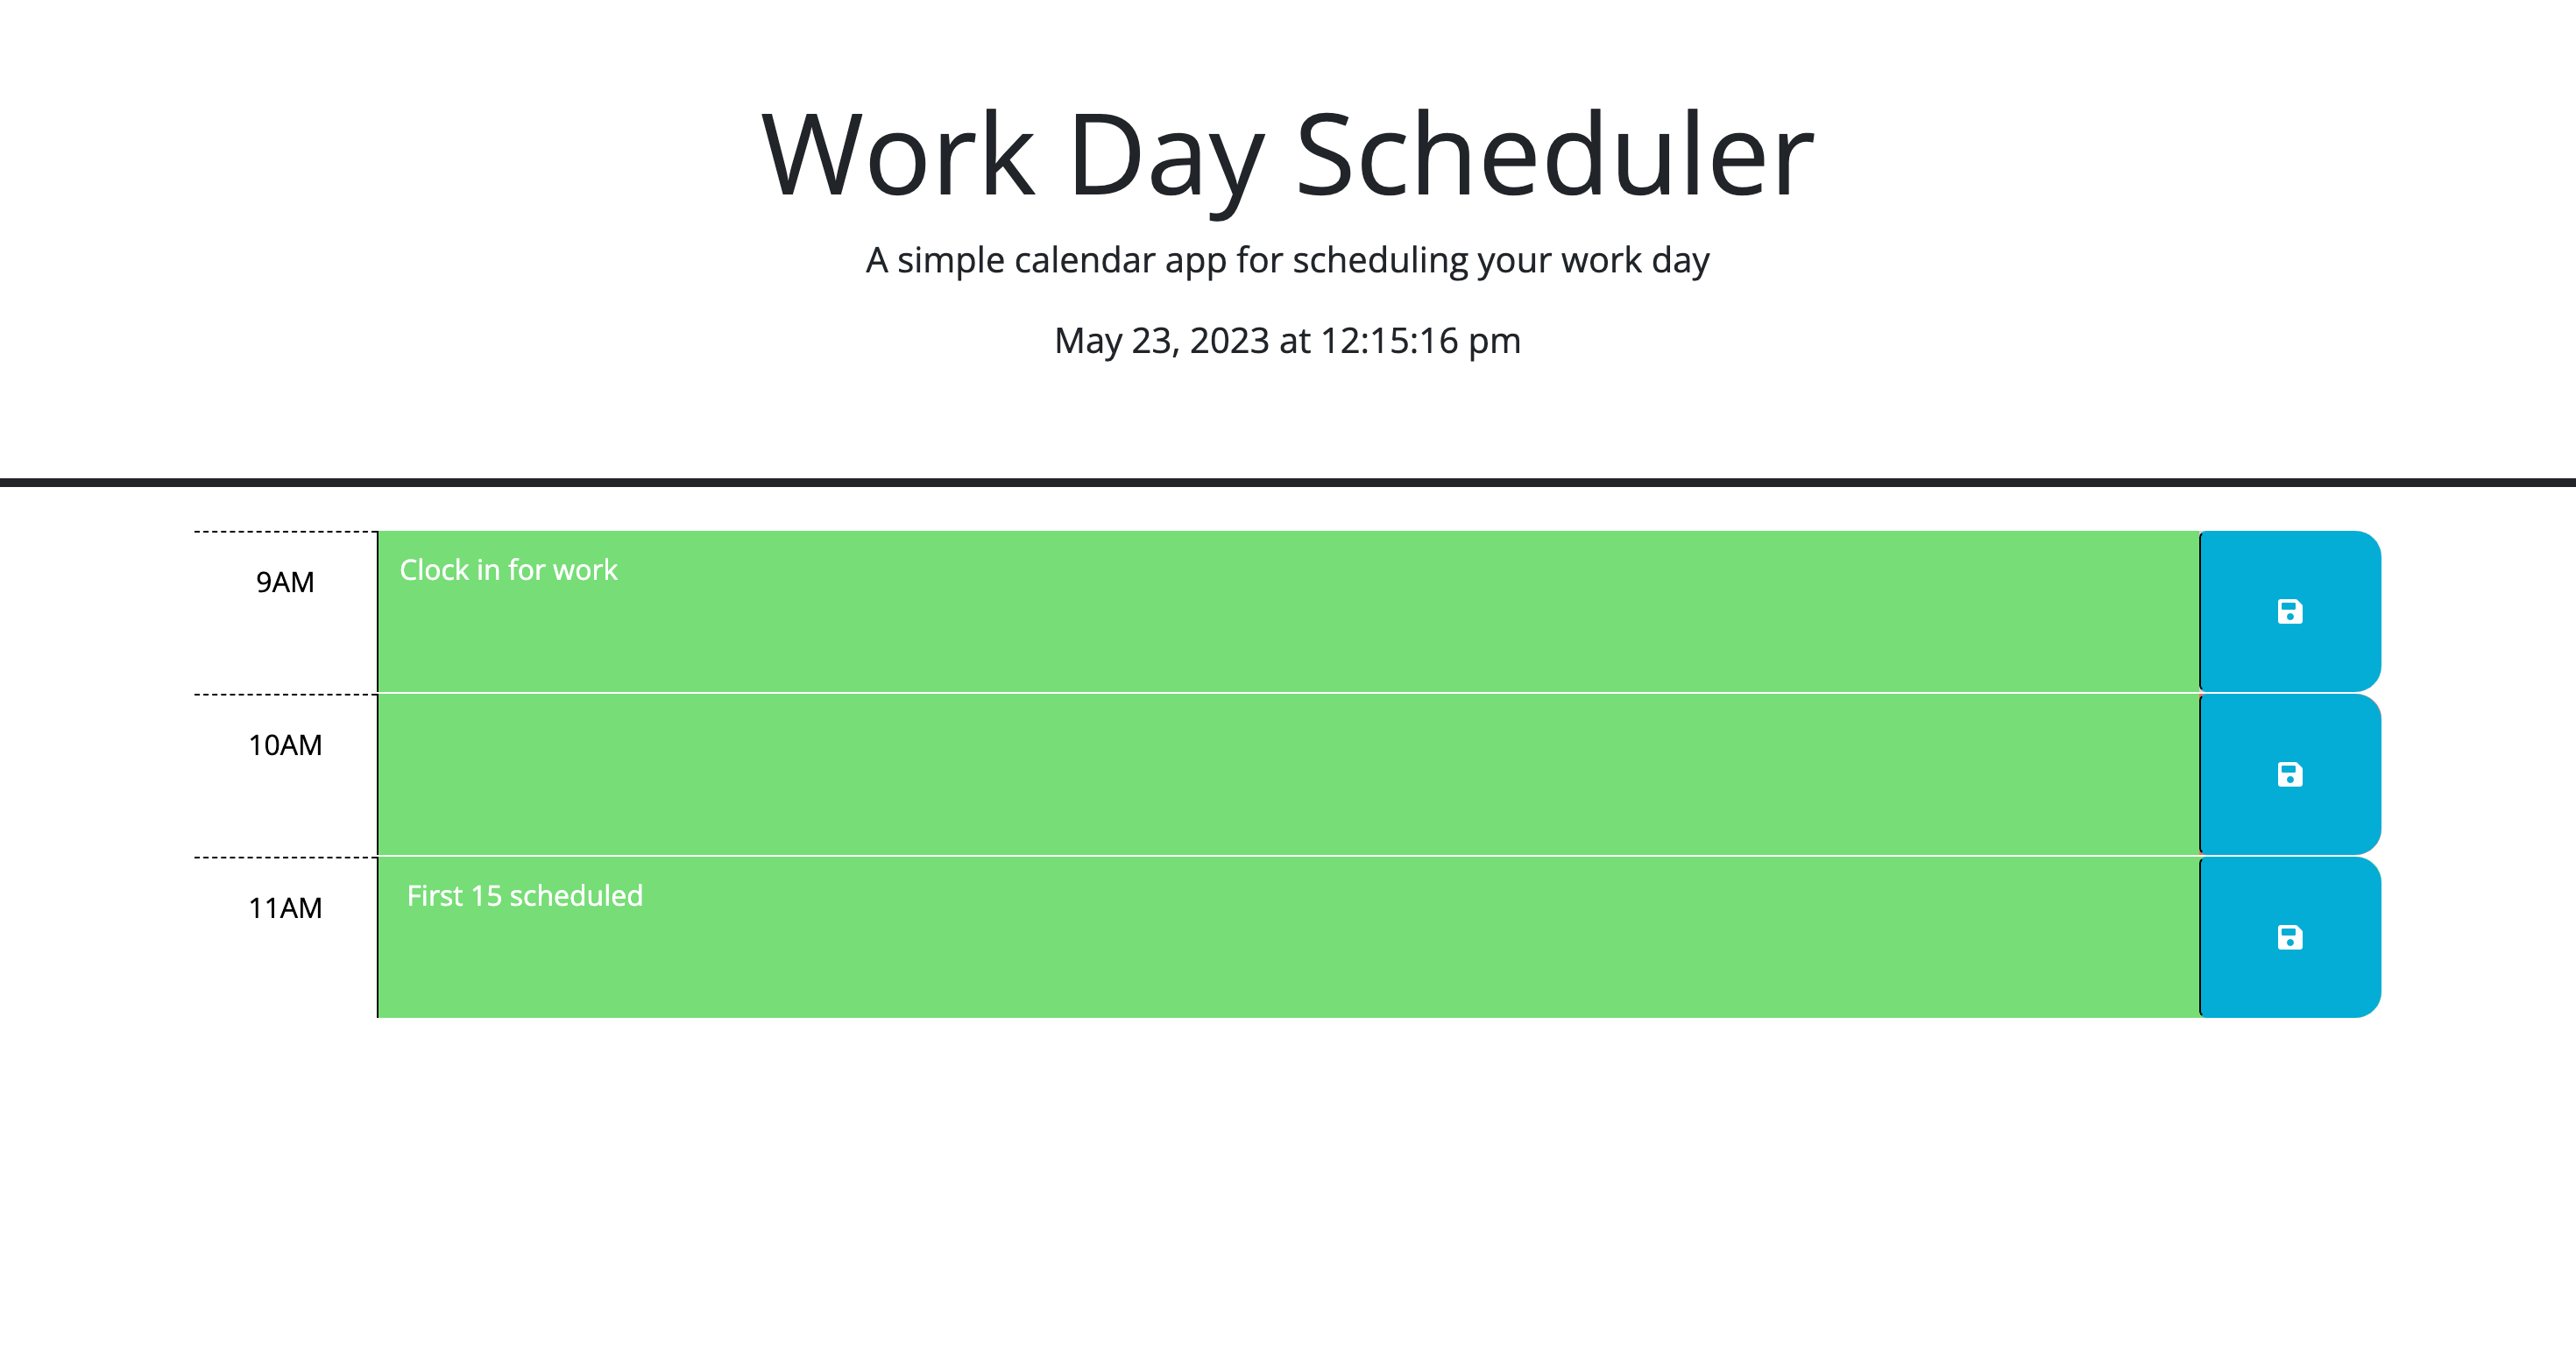 Work Day Scheduler
A simple calendar app for scheduling your work day
May 23, 2023 at 12:15:16 pm
9AM
Clock in for work
10AM
11AM
First 15 scheduled